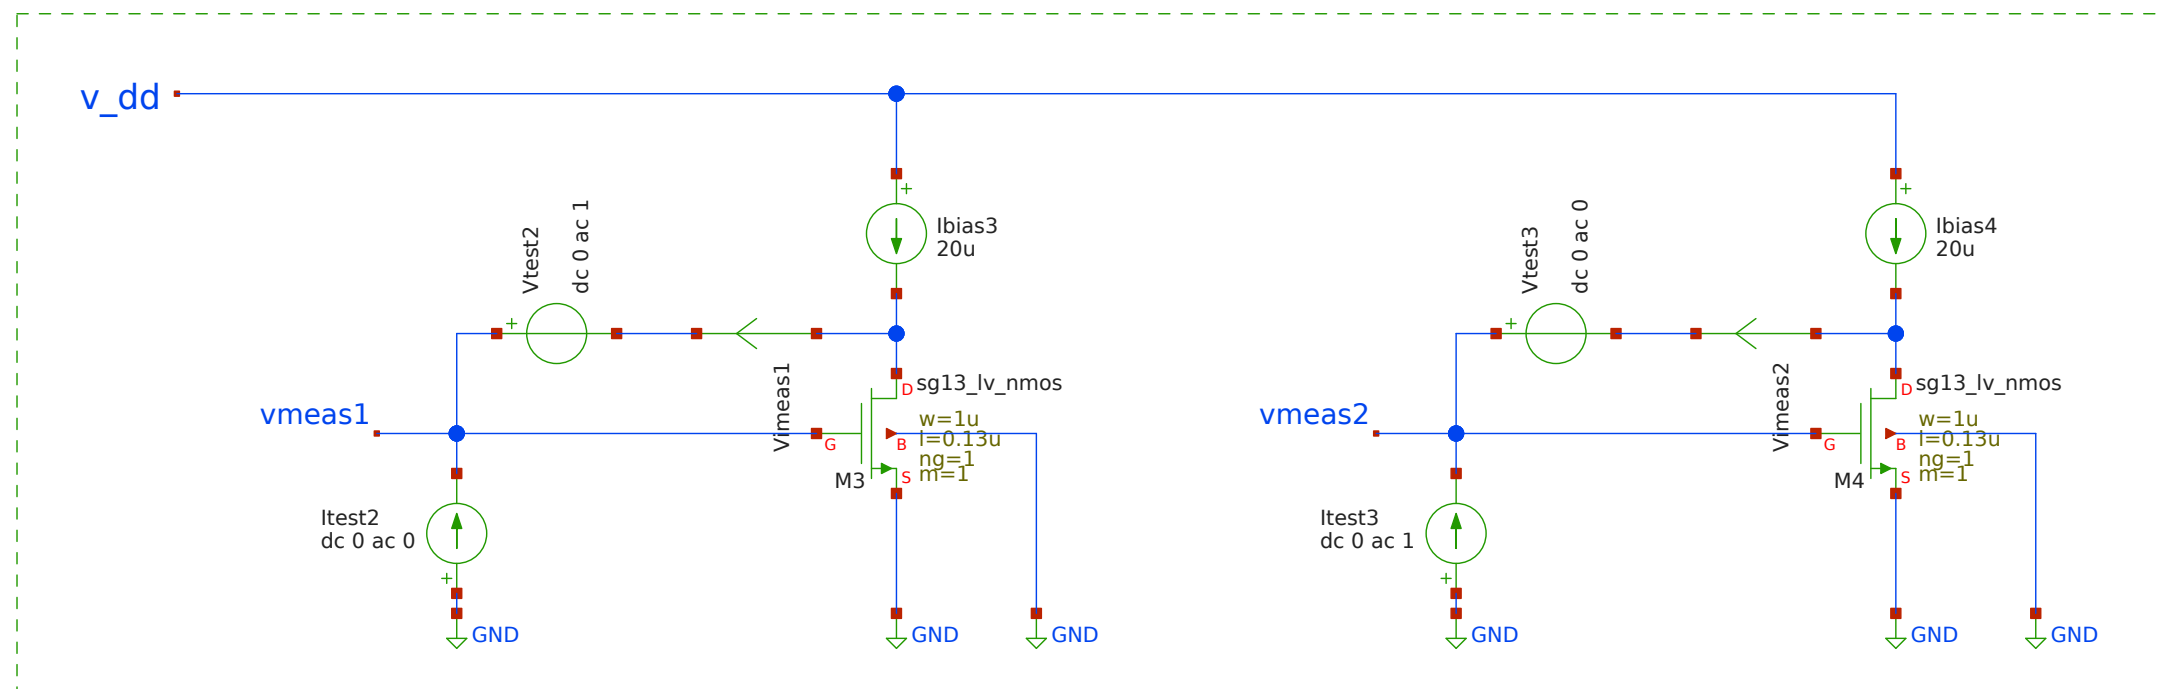 v_dd
Vtest2
dc 0 ac 1
+
Ibias3
20u
+
Vimeas1
D
sg13_lv_nmos
w=1u
l=0.13u
ng=1
m=1
G
B
S
M3
vmeas1
Itest2
dc 0 ac 0
+
GND
GND
GND
Vtest3
dc 0 ac 0
+
Ibias4
20u
+
Vimeas2
D
sg13_lv_nmos
w=1u
l=0.13u
ng=1
m=1
G
B
S
M4
vmeas2
Itest3
dc 0 ac 1
+
GND
GND
GND